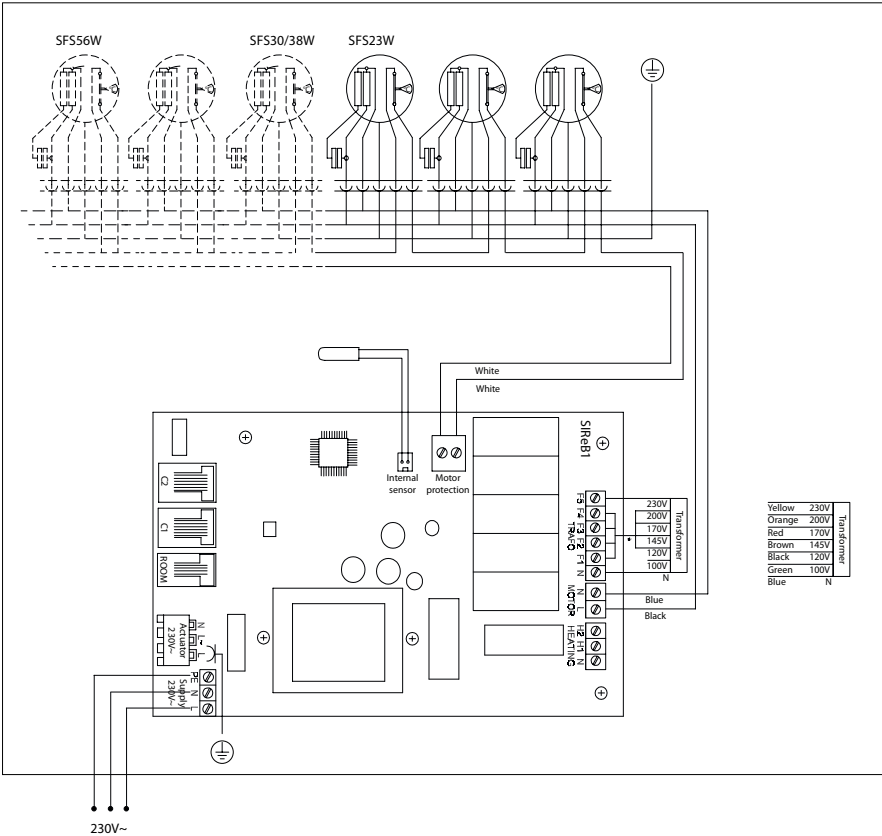 SFS56W
SFS30/38W
SFS23W
White
White
SIReB1
Internal
sensor
Motor
protection
C2
C1
ROOM
F5
F4
F3
F2
F1
N
TRAFO
230V
200V
170V
145V
120V
100V
N
Transformer
*
Yellow 230V
Orange 200V
Red 170V
Brown 145V
Black 120V
Green 100V
Blue N
Transformer
N
L
MOTOR
Blue
Black
H2
H1
N
HEATING
N
L*
L
Actuator
230V~
PE
N
L
Supply
230V~
230V~